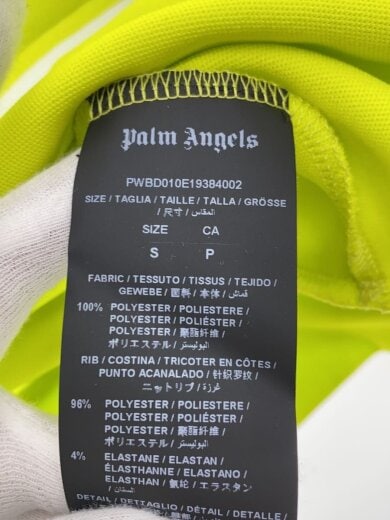 Palm Angels
PWBD010E19384002
SIZE / TAGLIA / TAILLE / TALLA / GRÖSSE
/ 尺寸 / المقاس
SIZE CA
S P
FABRIC / TESSUTO / TISSUS / TEJIDO /
GEWEBE / 面料 / 本体 / قماش
100% POLYESTER / POLIESTERE /
POLYESTER / POLIÉSTER /
POLYESTER / 聚酯纤维 /
ポリエステル / البوليستر
RIB / COSTINA / TRICOTER EN CÔTES /
PUNTO ACANALADO / 针织罗纹 /
ニットリブ / غرزة
96% POLYESTER / POLIESTERE /
POLYESTER / POLIÉSTER /
POLYESTER / 聚酯纤维 /
ポリエステル / البوليستر
4% ELASTANE / ELASTAN /
ÉLASTHANNE / ELASTANO /
ELASTHAN / 氨纶 / エラスタン
DETAIL / DETTAGLIO / DÉTAIL / DETALLE /